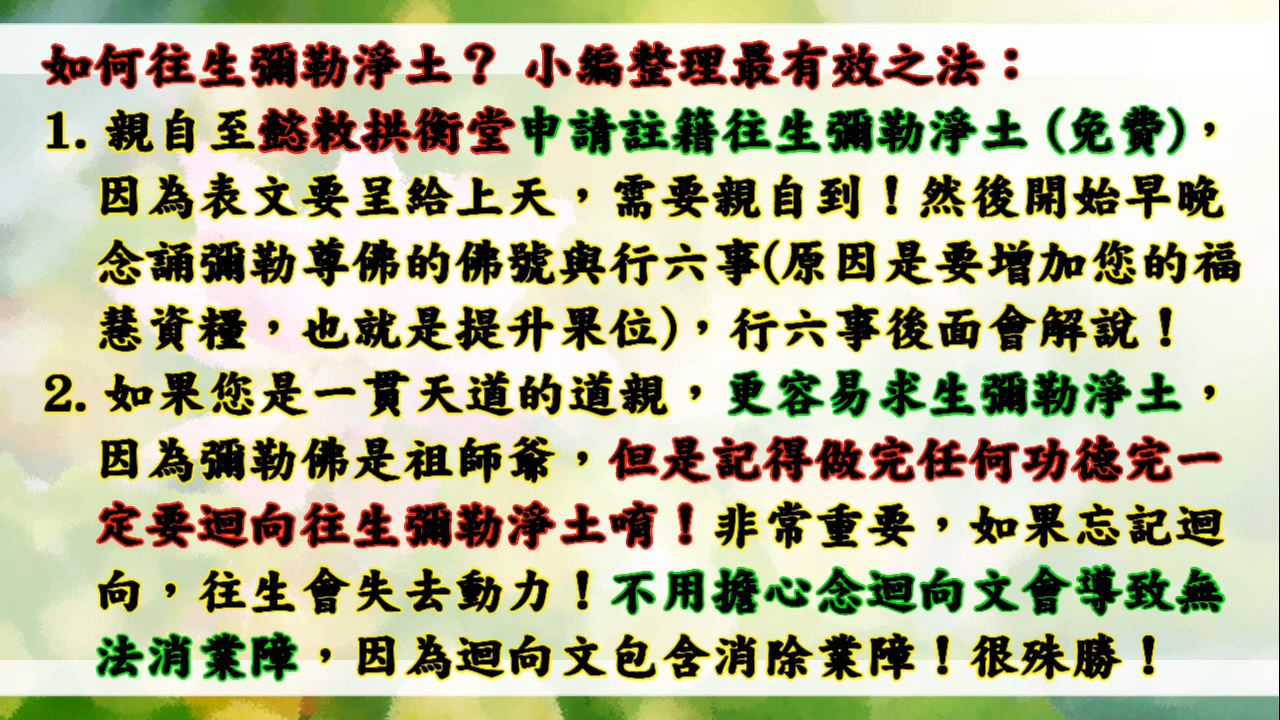 如何往生彌勒淨土？ 小編整理最有效之法：
1. 親自至懿敕拱衡堂申請註籍往生彌勒淨土(免費)，
因為表文要呈給上天，需要親自到！然後開始早晚
念誦彌勒尊佛的佛號與行六事(原因是要增加您的福
慧資糧，也就是提升果位)，行六事後面會解說！
2. 如果您是一貫天道的道親，更容易求生彌勒淨土，
因為彌勒佛是祖師爺，但是記得做完任何功德完一
定要迴向往生彌勒淨土唷！非常重要，如果忘記迴
向，往生會失去動力！不用擔心念迴向文會導致無
法消業障，因為迴向文包含消除業障！很殊勝！